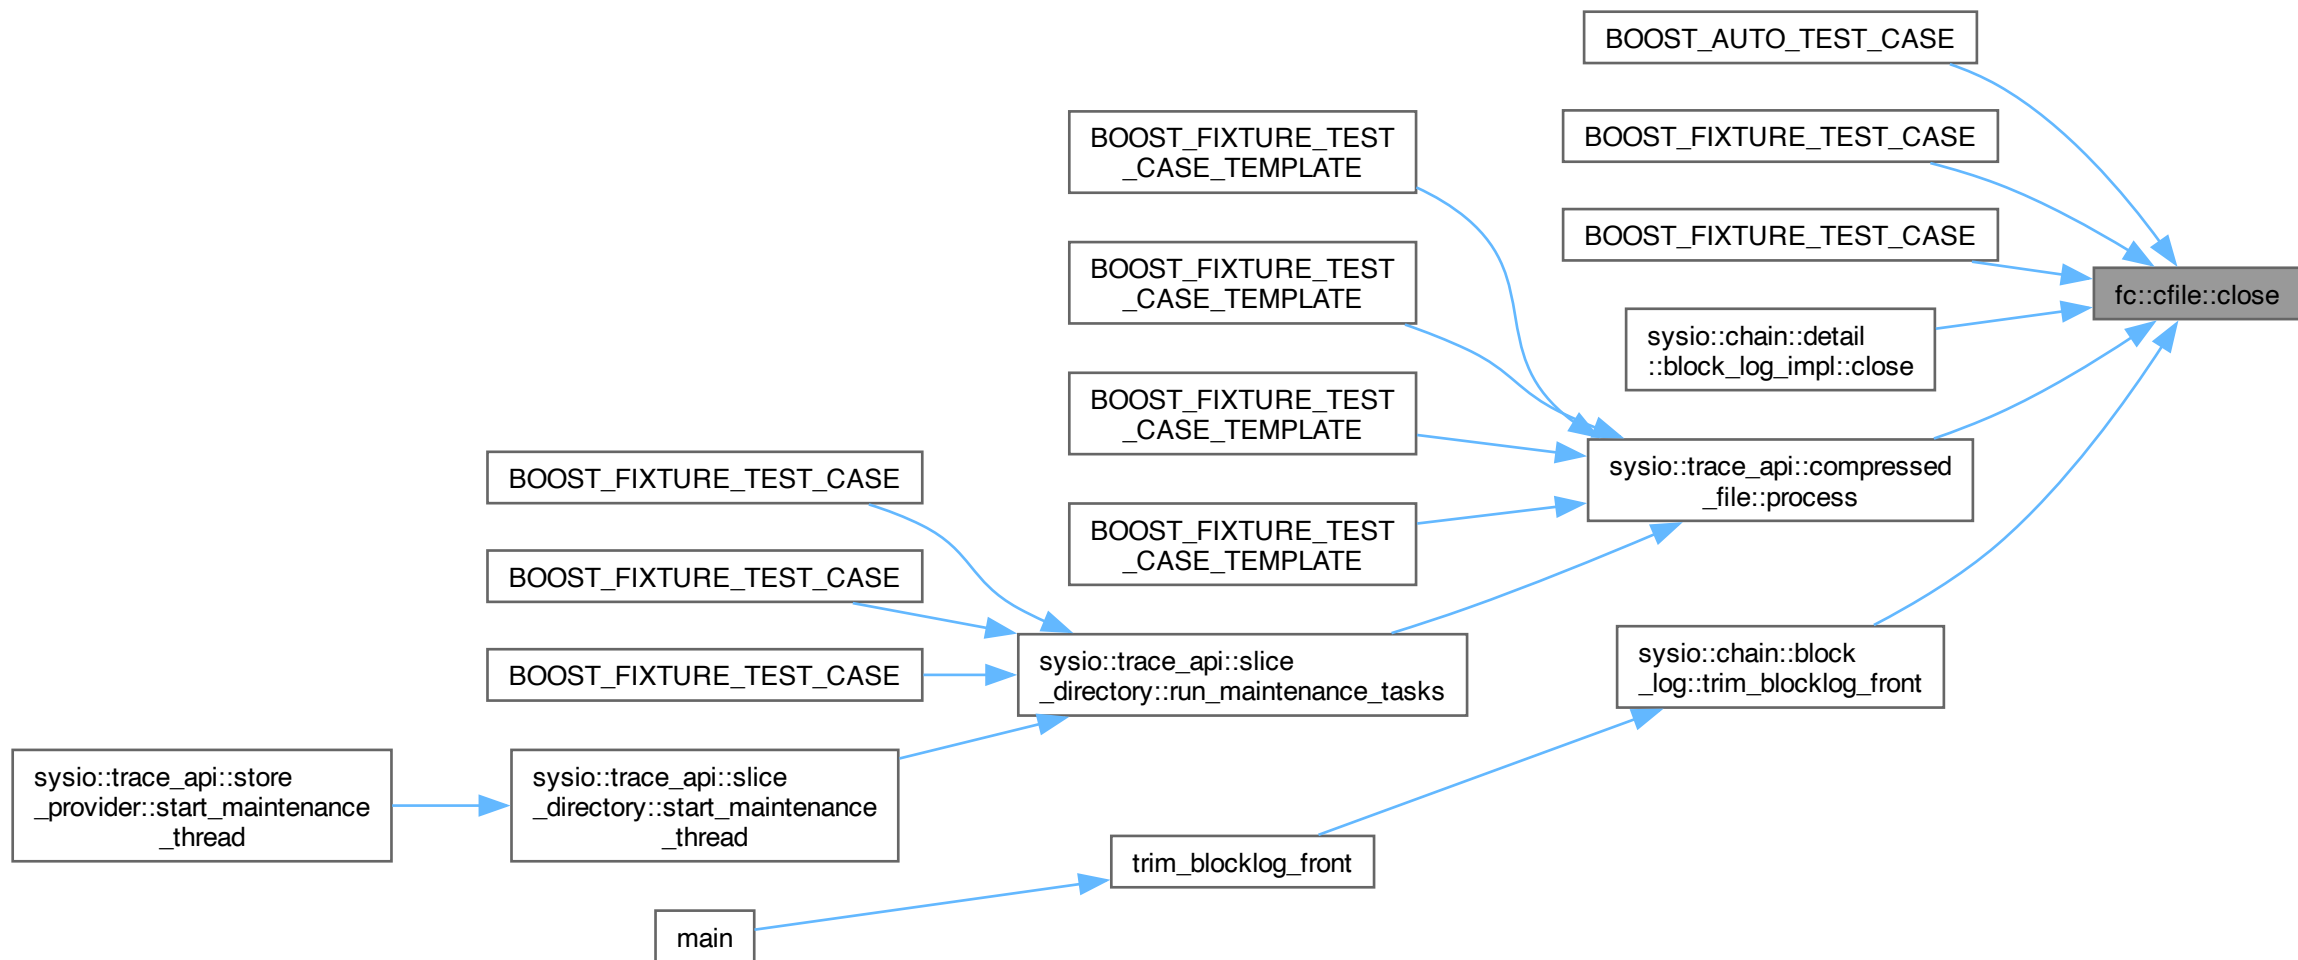 BOOST_AUTO_TEST_CASE
BOOST_FIXTURE_TEST_CASE
BOOST_FIXTURE_TEST_CASE
fc::cfile::close
sysio::chain::detail
::block_log_impl::close
BOOST_FIXTURE_TEST
_CASE_TEMPLATE
BOOST_FIXTURE_TEST
_CASE_TEMPLATE
BOOST_FIXTURE_TEST
_CASE_TEMPLATE
BOOST_FIXTURE_TEST
_CASE_TEMPLATE
sysio::trace_api::compressed
_file::process
BOOST_FIXTURE_TEST_CASE
BOOST_FIXTURE_TEST_CASE
BOOST_FIXTURE_TEST_CASE
sysio::trace_api::slice
_directory::run_maintenance_tasks
sysio::chain::block
_log::trim_blocklog_front
sysio::trace_api::store
_provider::start_maintenance
_thread
sysio::trace_api::slice
_directory::start_maintenance
_thread
trim_blocklog_front
main